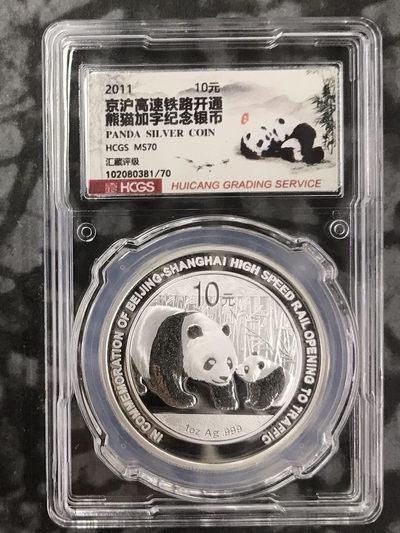 2011 10元
京沪高速铁路开通
熊猫加字纪念银币
PANDA SILVER COIN
HCGS MS70
汇藏评级
102080381/70
HCGS HUICANG GRADING SERVICE
IN COMMEMORATION OF BEIJING-SHANGHAI HIGH SPEED RAIL OPENING TO TRAFFIC
10元
1oz Ag .999